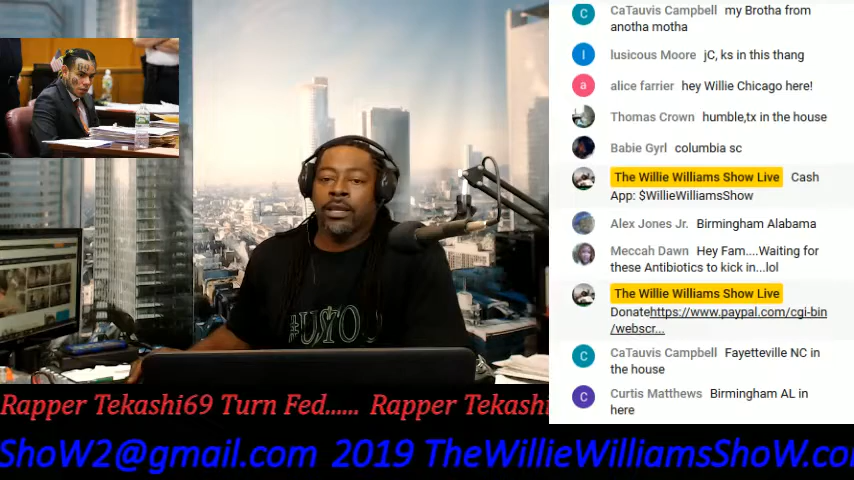 CaTauvis Campbell my Brotha from
anotha motha
lusicous Moore jC, ks in this thang
alice farrier hey Willie Chicago here!
Thomas Crown humble,tx in the house
Babie Gyrl columbia sc
The Willie Williams Show Live Cash
App: $WillieWilliamsShow
Alex Jones Jr. Birmingham Alabama
Meccah Dawn Hey Fam....Waiting for
these Antibiotics to kick in...lol
The Willie Williams Show Live
Donatehttps://www.paypal.com/cgi-bin
/webscr...
CaTauvis Campbell Fayetteville NC in
the house
Curtis Matthews Birmingham AL in
here
C
l
a
C
C
69
Rapper Tekashi69 Turn Fed...... Rapper Tekashi
ShoW2@gmail.com 2019 TheWillieWilliamsShoW.co